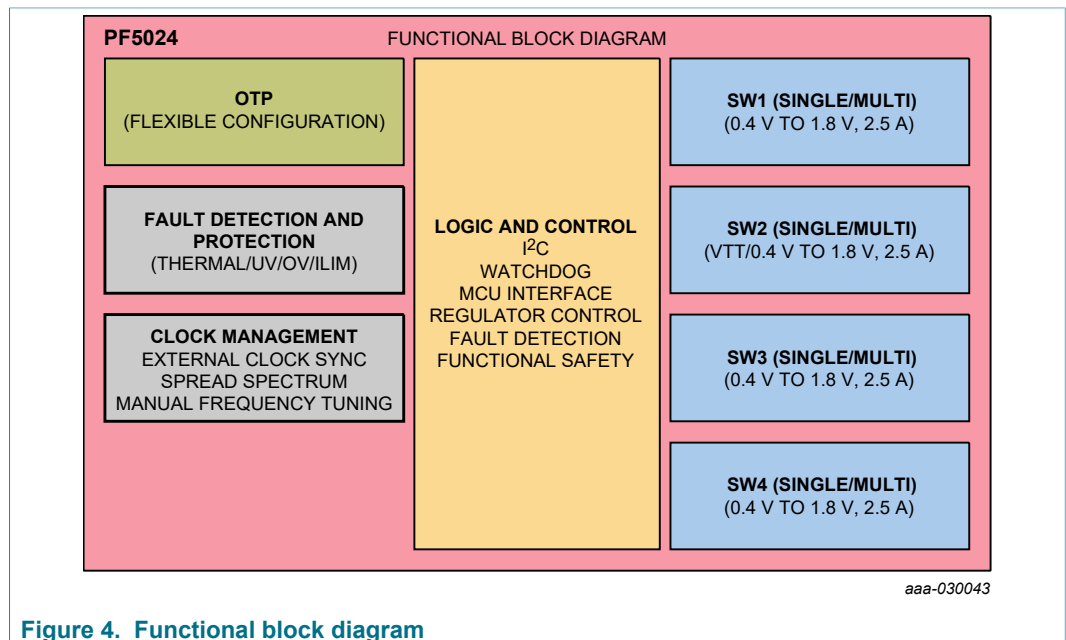 PF5024
FUNCTIONAL BLOCK DIAGRAM
OTP
(FLEXIBLE CONFIGURATION)
FAULT DETECTION AND
PROTECTION
(THERMAL/UV/OV/ILIM)
CLOCK MANAGEMENT
EXTERNAL CLOCK SYNC
SPREAD SPECTRUM
MANUAL FREQUENCY TUNING
LOGIC AND CONTROL
I²C
WATCHDOG
MCU INTERFACE
REGULATOR CONTROL
FAULT DETECTION
FUNCTIONAL SAFETY
SW1 (SINGLE/MULTI)
(0.4 V TO 1.8 V, 2.5 A)
SW2 (SINGLE/MULTI)
(VTT/0.4 V TO 1.8 V, 2.5 A)
SW3 (SINGLE/MULTI)
(0.4 V TO 1.8 V, 2.5 A)
SW4 (SINGLE/MULTI)
(0.4 V TO 1.8 V, 2.5 A)
aaa-030043
Figure 4. Functional block diagram